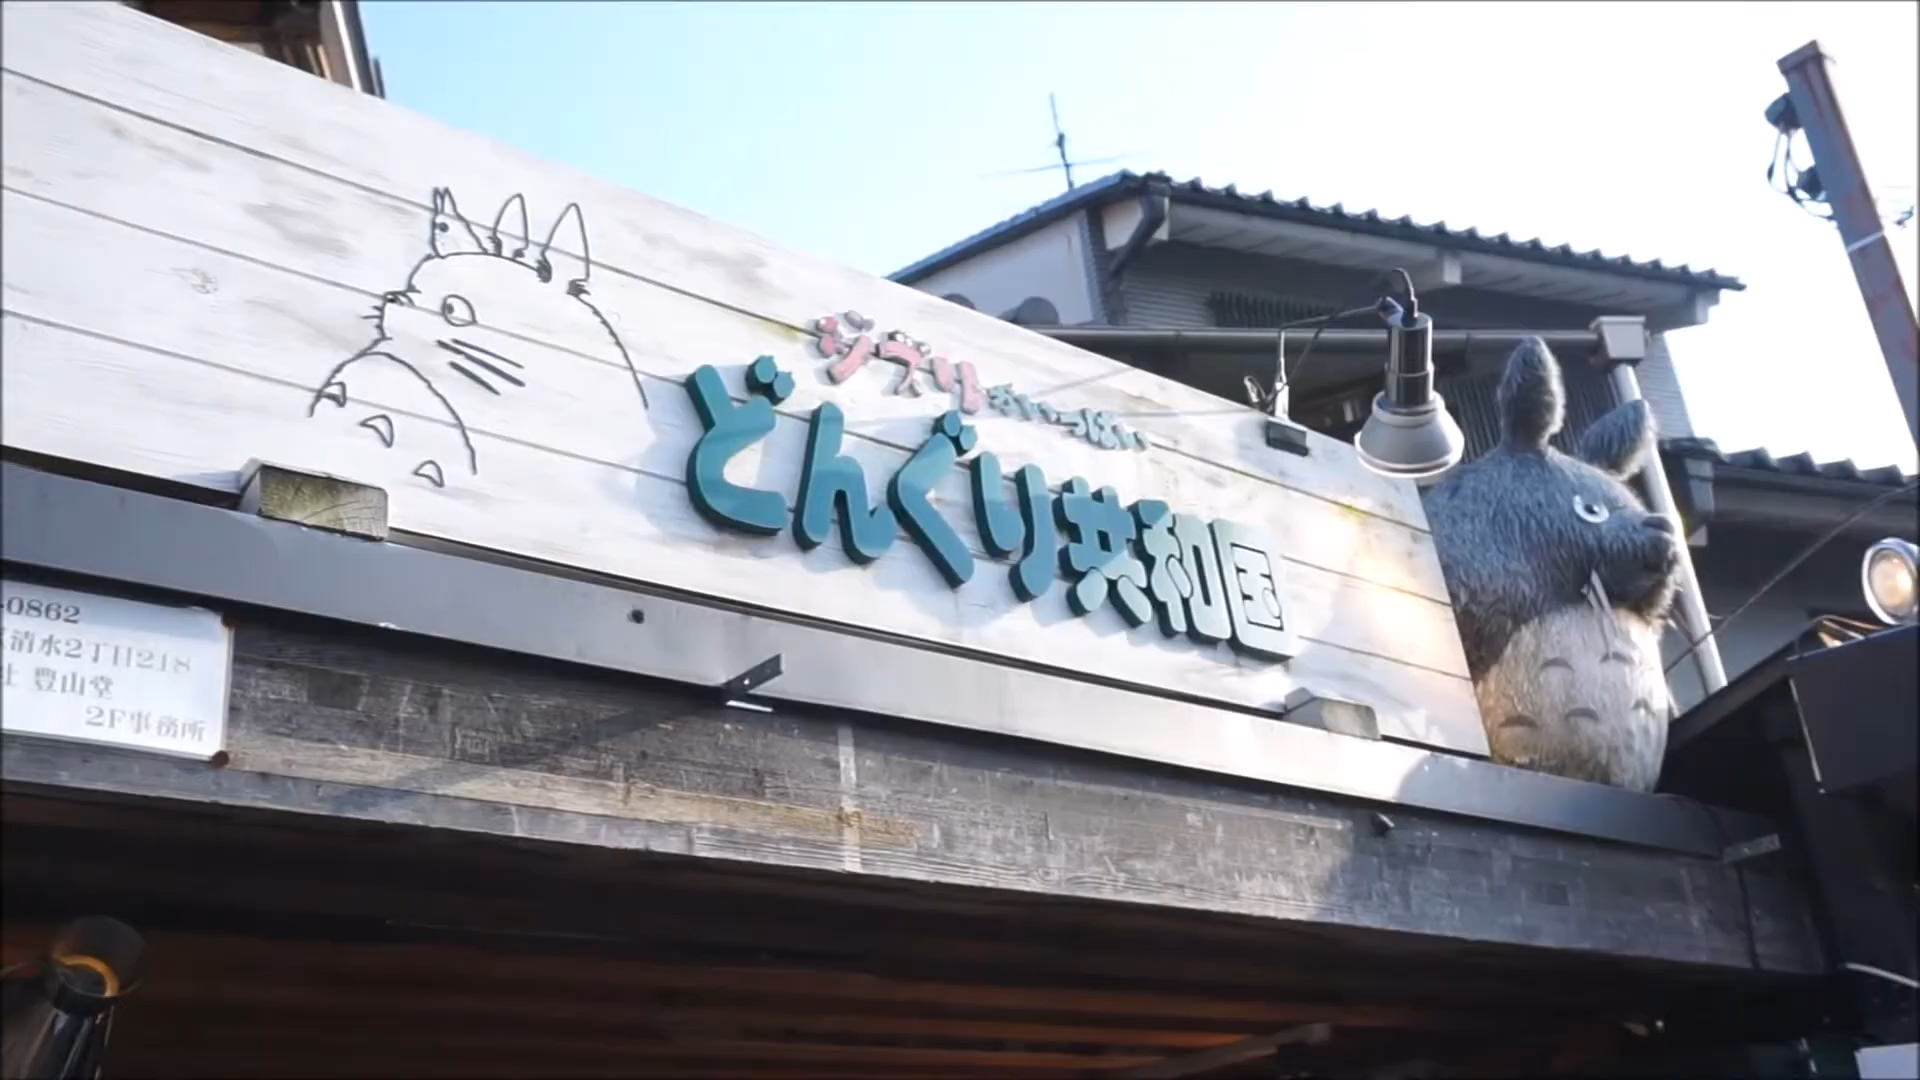 ジブリがいっぱい
どんぐり共和国
-0862
清水2丁目218
社 豊山堂
2F事務所